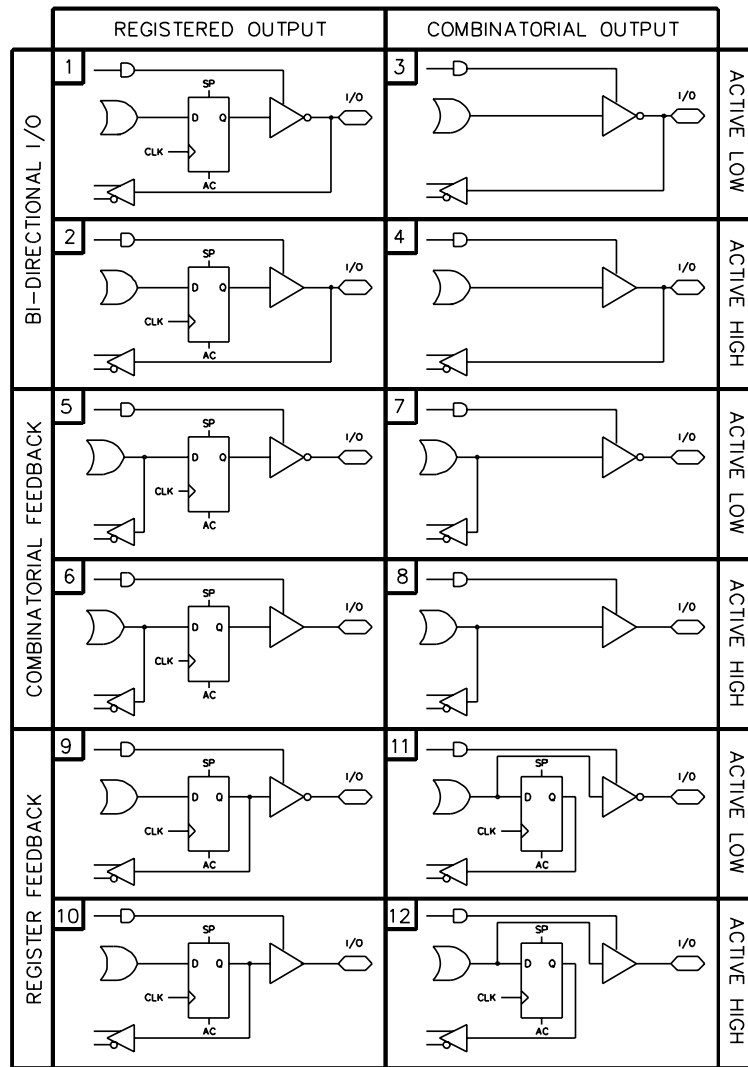 REGISTERED OUTPUT
COMBINATORIAL OUTPUT
BI-DIRECTIONAL I/O
1
SP
D Q
CLK
AC
I/O
3
I/O
ACTIVE LOW
2
SP
D Q
CLK
AC
I/O
4
I/O
ACTIVE HIGH
COMBINATORIAL FEEDBACK
5
SP
D Q
CLK
AC
I/O
7
I/O
ACTIVE LOW
6
SP
D Q
CLK
AC
I/O
8
I/O
ACTIVE HIGH
REGISTER FEEDBACK
9
SP
D Q
CLK
AC
I/O
11
SP
D Q
CLK
AC
I/O
ACTIVE LOW
10
SP
D Q
CLK
AC
I/O
12
SP
D Q
CLK
AC
I/O
ACTIVE HIGH